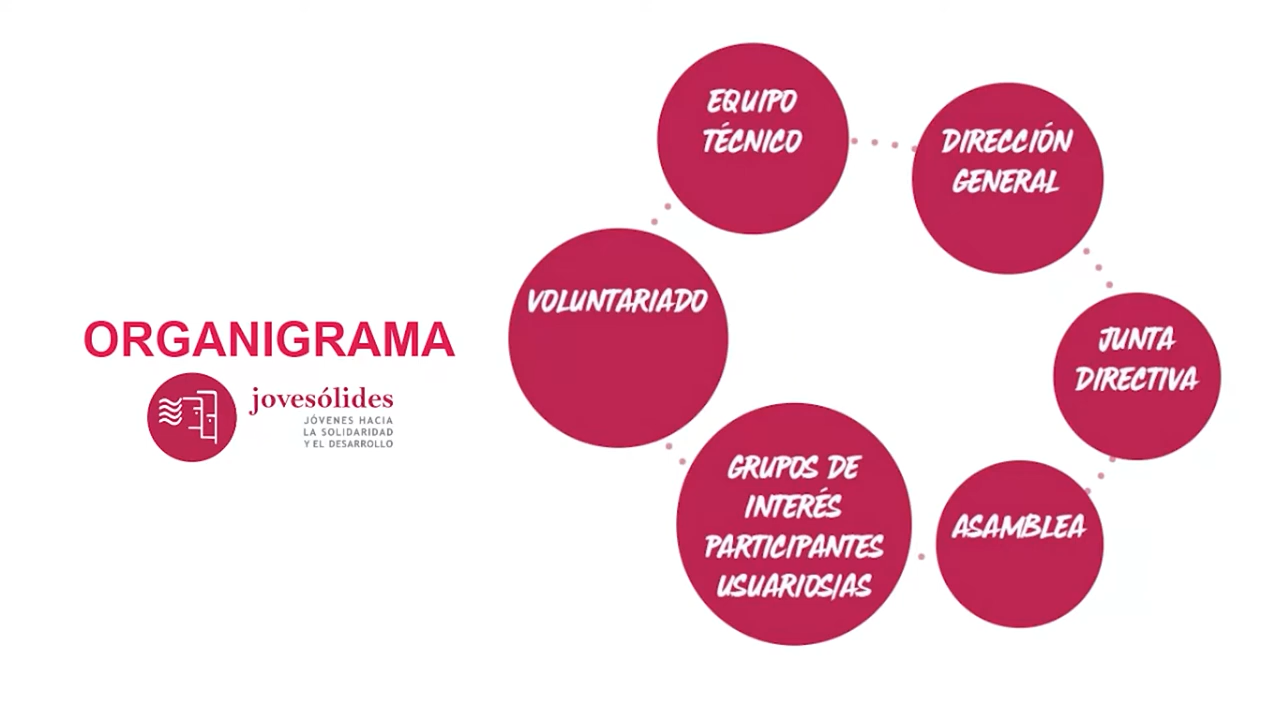 ORGANIGRAMA
jovesólides
JÓVENES HACIA
LA SOLIDARIDAD
Y EL DESARROLLO
EQUIPO
TÉCNICO
DIRECCIÓN
GENERAL
JUNTA
DIRECTIVA
ASAMBLEA
GRUPOS DE
INTERÉS
PARTICIPANTES
USUARIOS/AS
VOLUNTARIADO